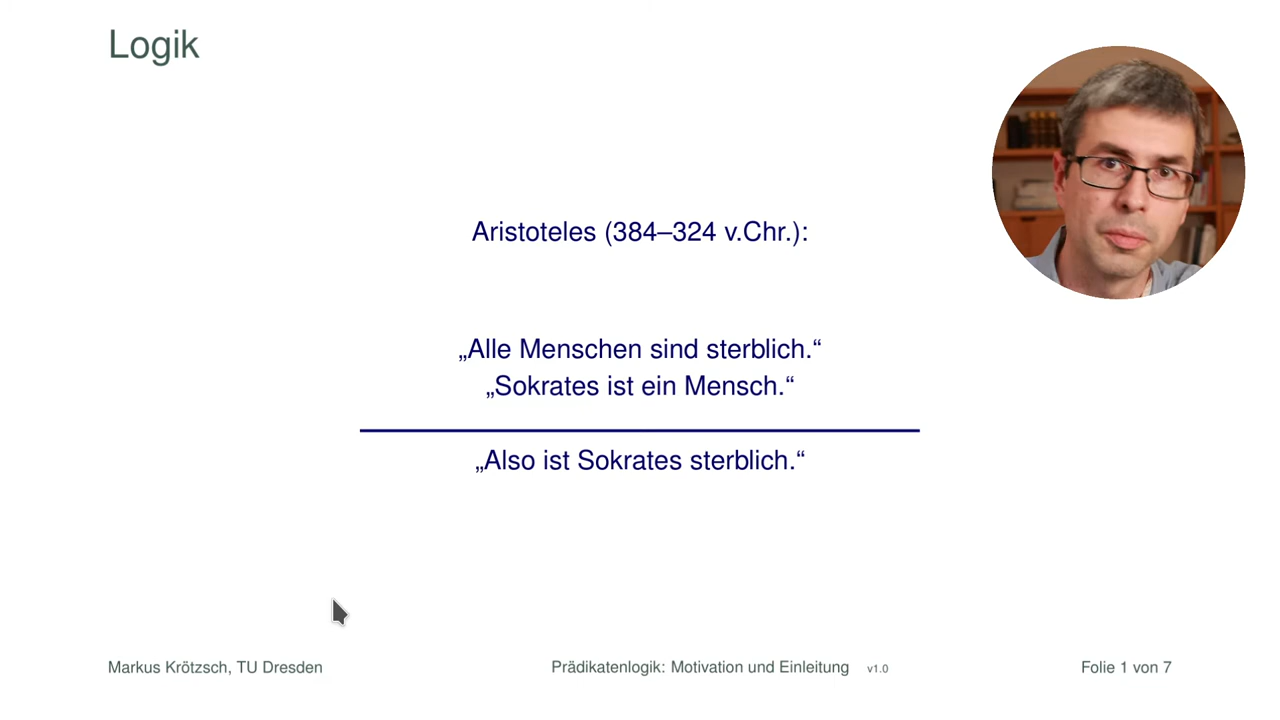 Logik
Aristoteles (384–324 v.Chr.):
„Alle Menschen sind sterblich.“
„Sokrates ist ein Mensch.“
„Also ist Sokrates sterblich.“
Markus Krötzsch, TU Dresden
Prädikatenlogik: Motivation und Einleitung v1.0
Folie 1 von 7